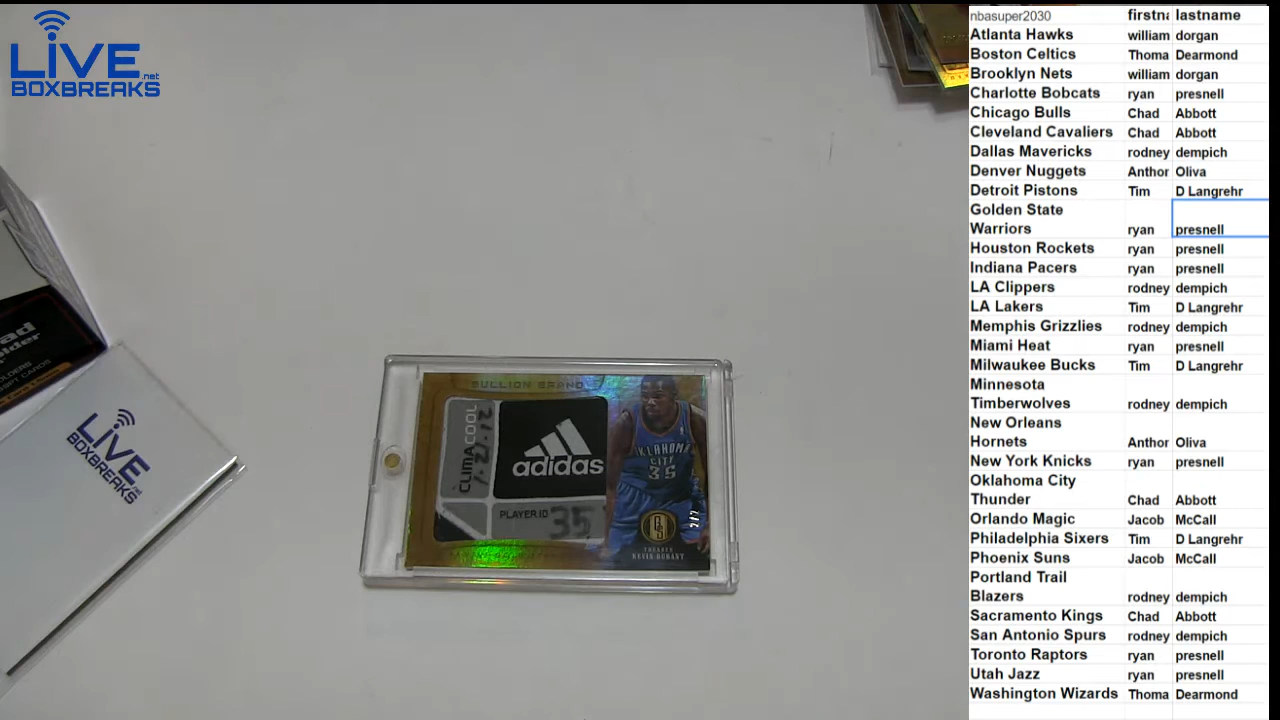 LIVE
.net
BOXBREAKS
LIVE
BOXBREAKS
.net
BULLION BRAND
CLIMACOOL
adidas
PLAYER ID 35
OKLAHOMA
CITY
35
2/2
THUNDER
KEVIN DURANT
nbasuper2030 firstna lastname
Atlanta Hawks william dorgan
Boston Celtics Thoma Dearmond
Brooklyn Nets william dorgan
Charlotte Bobcats ryan presnell
Chicago Bulls Chad Abbott
Cleveland Cavaliers Chad Abbott
Dallas Mavericks rodney dempich
Denver Nuggets Anthor Oliva
Detroit Pistons Tim D Langrehr
Golden State
Warriors ryan presnell
Houston Rockets ryan presnell
Indiana Pacers ryan presnell
LA Clippers rodney dempich
LA Lakers Tim D Langrehr
Memphis Grizzlies rodney dempich
Miami Heat ryan presnell
Milwaukee Bucks Tim D Langrehr
Minnesota
Timberwolves rodney dempich
New Orleans
Hornets Anthor Oliva
New York Knicks ryan presnell
Oklahoma City
Thunder Chad Abbott
Orlando Magic Jacob McCall
Philadelphia Sixers Tim D Langrehr
Phoenix Suns Jacob McCall
Portland Trail
Blazers rodney dempich
Sacramento Kings Chad Abbott
San Antonio Spurs rodney dempich
Toronto Raptors ryan presnell
Utah Jazz ryan presnell
Washington Wizards Thoma Dearmond